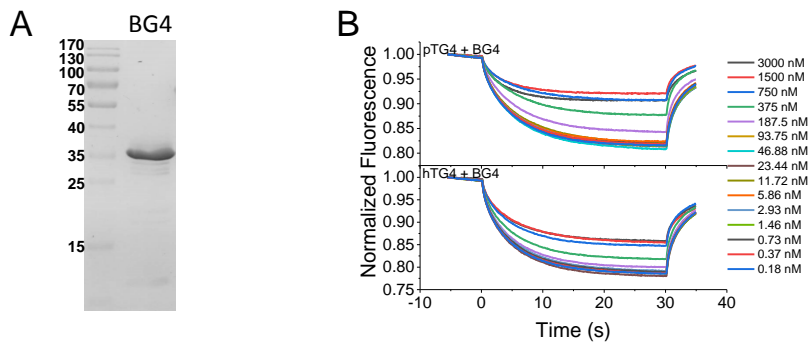 A
BG4
170
130
100
70
55
40
35
25
15
B
pTG4 + BG4
1.00
0.95
0.90
0.85
0.80
hTG4 + BG4
1.00
0.95
0.90
0.85
0.80
0.75
-10
0
10
20
30
40
Normalized Fluorescence
Time (s)
3000 nM
1500 nM
750 nM
375 nM
187.5 nM
93.75 nM
46.88 nM
23.44 nM
11.72 nM
5.86 nM
2.93 nM
1.46 nM
0.73 nM
0.37 nM
0.18 nM